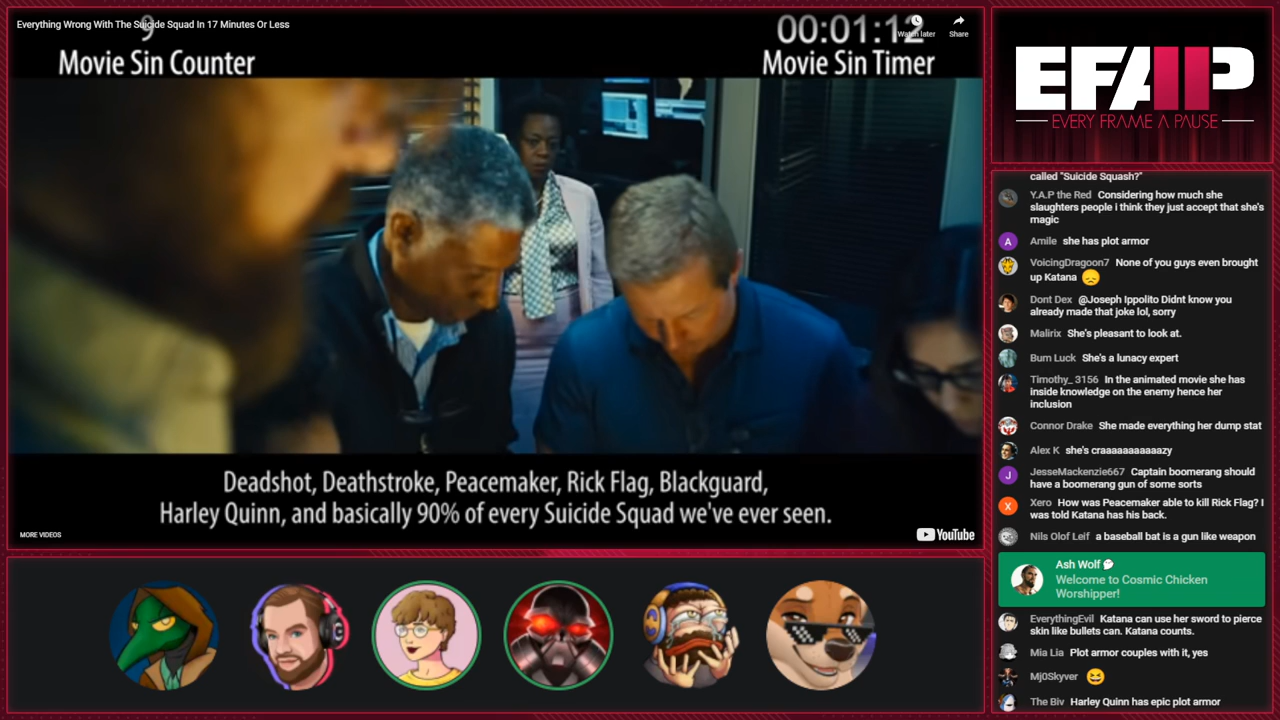 Everything Wrong With The Suicide Squad In 17 Minutes Or Less
9
Movie Sin Counter
00:01:12
Movie Sin Timer
Watch later
Share
Deadshot, Deathstroke, Peacemaker, Rick Flag, Blackguard,
Harley Quinn, and basically 90% of every Suicide Squad we've ever seen.
MORE VIDEOS
YouTube
EFAP
EVERY FRAME A PAUSE
called "Suicide Squash?"
Y.A.P the Red Considering how much she
slaughters people i think they just accept that she's
magic
A
Amile she has plot armor
VoicingDragoon7 None of you guys even brought
up Katana 😞
Dont Dex @Joseph Ippolito Didnt know you
already made that joke lol, sorry
Malirix She's pleasant to look at.
Bum Luck She's a lunacy expert
Timothy_ 3156 In the animated movie she has
inside knowledge on the enemy hence her
inclusion
Connor Drake She made everything her dump stat
Alex K she's craaaaaaaaaazy
J
JesseMackenzie667 Captain boomerang should
have a boomerang gun of some sorts
X
Xero How was Peacemaker able to kill Rick Flag? I
was told Katana has his back.
Nils Olof Leif a baseball bat is a gun like weapon
Ash Wolf
Welcome to Cosmic Chicken
Worshipper!
EverythingEvil Katana can use her sword to pierce
skin like bullets can. Katana counts.
Mia Lia Plot armor couples with it, yes
Mj0Skyver 😆
The Biv Harley Quinn has epic plot armor